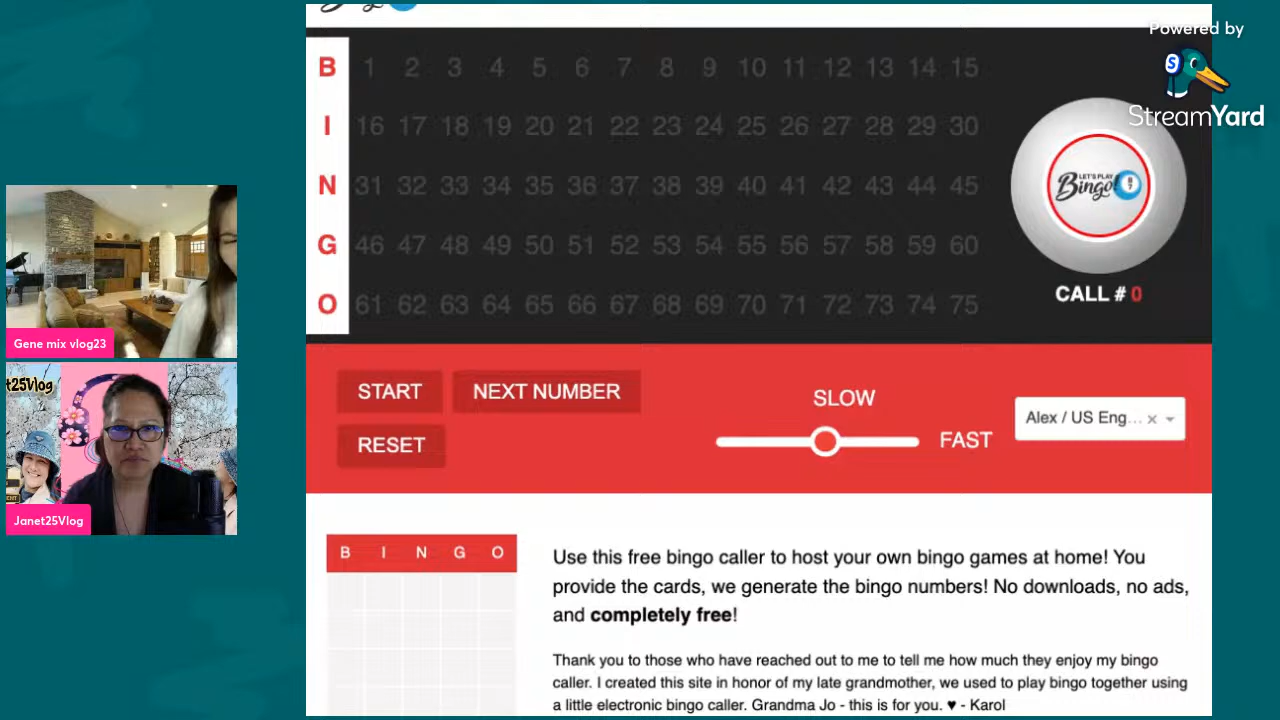 Powered by
StreamYard
B 1 2 3 4 5 6 7 8 9 10 11 12 13 14 15
I 16 17 18 19 20 21 22 23 24 25 26 27 28 29 30
N 31 32 33 34 35 36 37 38 39 40 41 42 43 44 45
G 46 47 48 49 50 51 52 53 54 55 56 57 58 59 60
O 61 62 63 64 65 66 67 68 69 70 71 72 73 74 75
LET'S PLAY
Bingo!
CALL # 0
Gene mix vlog23
t25Vlog
Janet25Vlog
START NEXT NUMBER
RESET
SLOW
FAST
Alex / US Eng...
B I N G O
Use this free bingo caller to host your own bingo games at home! You
provide the cards, we generate the bingo numbers! No downloads, no ads,
and completely free!
Thank you to those who have reached out to me to tell me how much they enjoy my bingo
caller. I created this site in honor of my late grandmother, we used to play bingo together using
a little electronic bingo caller. Grandma Jo - this is for you. ♥ - Karol